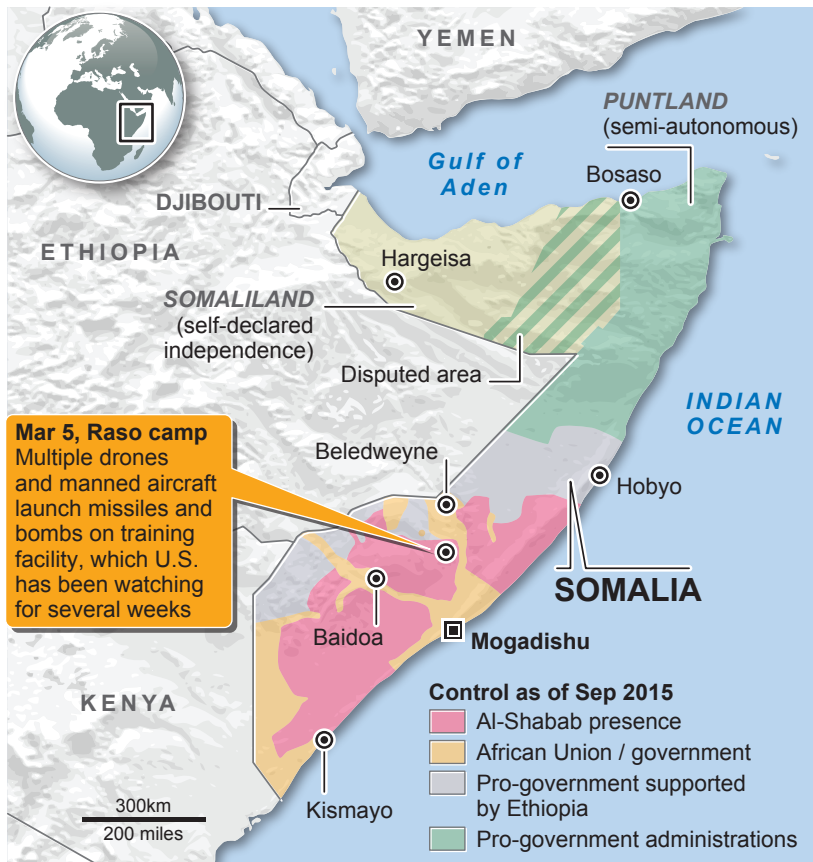 YEMEN
PUNTLAND
(semi-autonomous)
Gulf of
Aden
Bosaso
DJIBOUTI
ETHIOPIA
Hargeisa
SOMALILAND
(self-declared
independence)
Disputed area
INDIAN
OCEAN
Mar 5, Raso camp
Multiple drones
and manned aircraft
launch missiles and
bombs on training
facility, which U.S.
has been watching
for several weeks
Beledweyne
Hobyo
SOMALIA
Baidoa
Mogadishu
KENYA
Kismayo
300km
200 miles
Control as of Sep 2015
Al-Shabab presence
African Union / government
Pro-government supported
by Ethiopia
Pro-government administrations